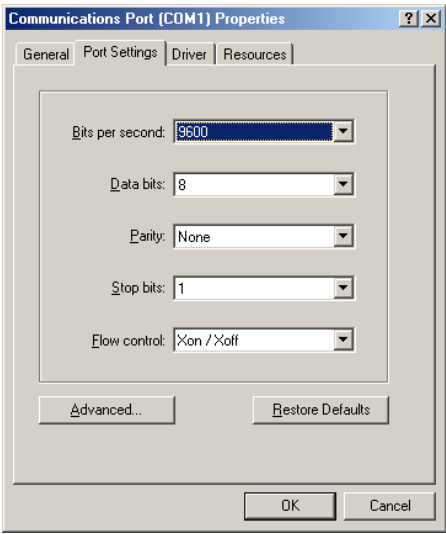 Communications Port (COM1) Properties
General Port Settings Driver Resources
Bits per second: 9600
Data bits: 8
Parity: None
Stop bits: 1
Flow control: Xon / Xoff
Advanced... Restore Defaults
OK Cancel